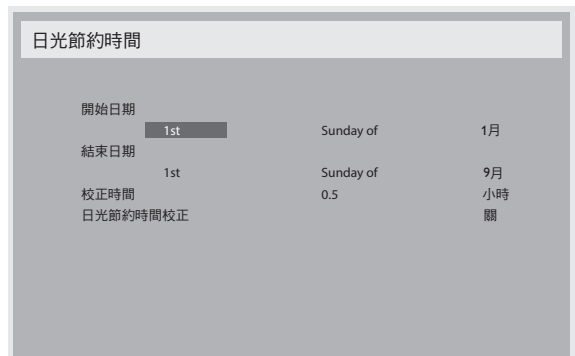 日光節約時間
開始日期
1st Sunday of 1月
結束日期
1st Sunday of 9月
校正時間 0.5 小時
日光節約時間校正 關